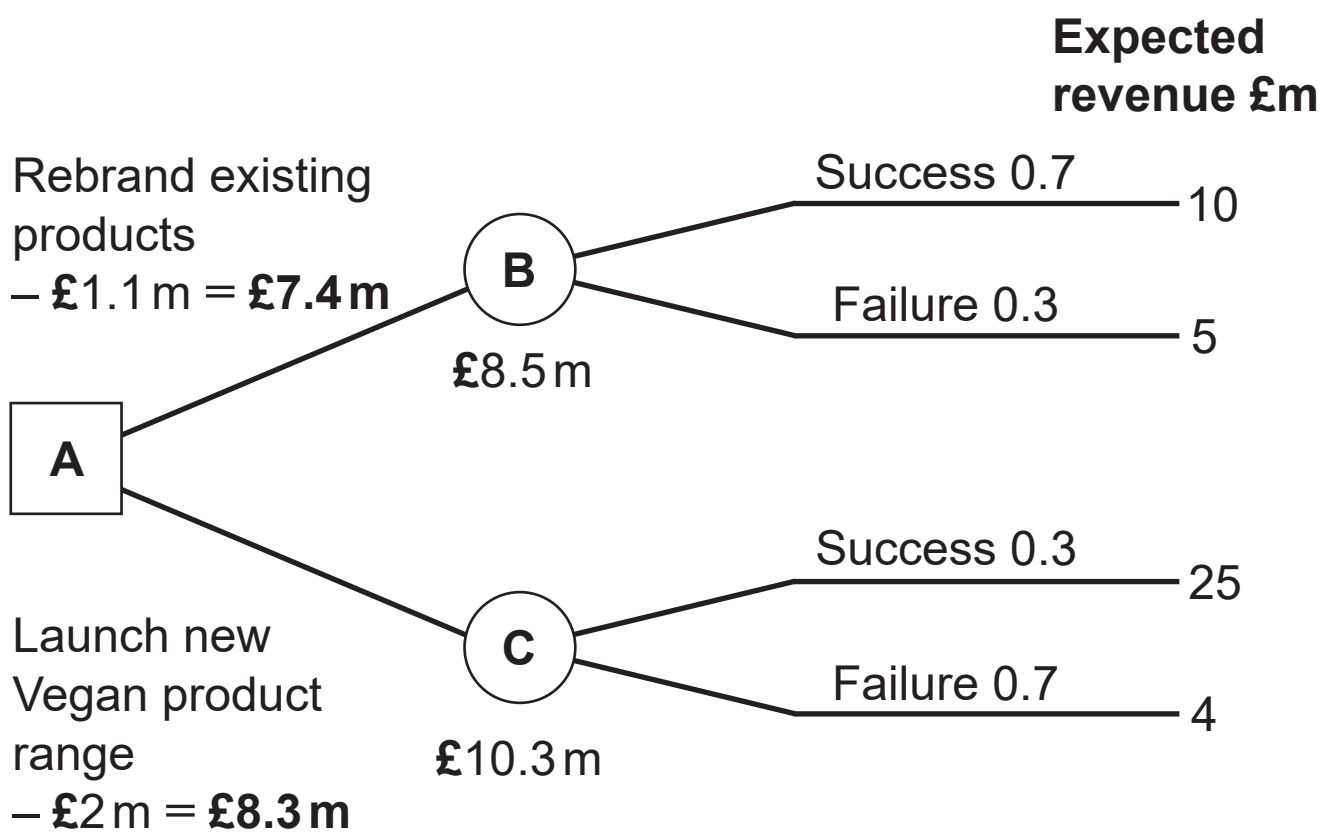 Expected
revenue £m
Rebrand existing
products
– £1.1 m = £7.4 m
B
£8.5 m
Success 0.7
10
Failure 0.3
5
A
Launch new
Vegan product
range
– £2 m = £8.3 m
C
£10.3 m
Success 0.3
25
Failure 0.7
4